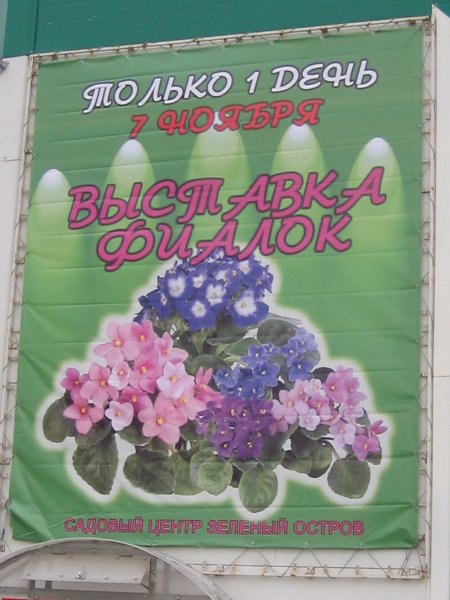 ТОЛЬКО 1 ДЕНЬ
7 НОЯБРЯ
ВЫСТАВКА
ФИАЛОК
САДОВЫЙ ЦЕНТР ЗЕЛЕНЫЙ ОСТРОВ